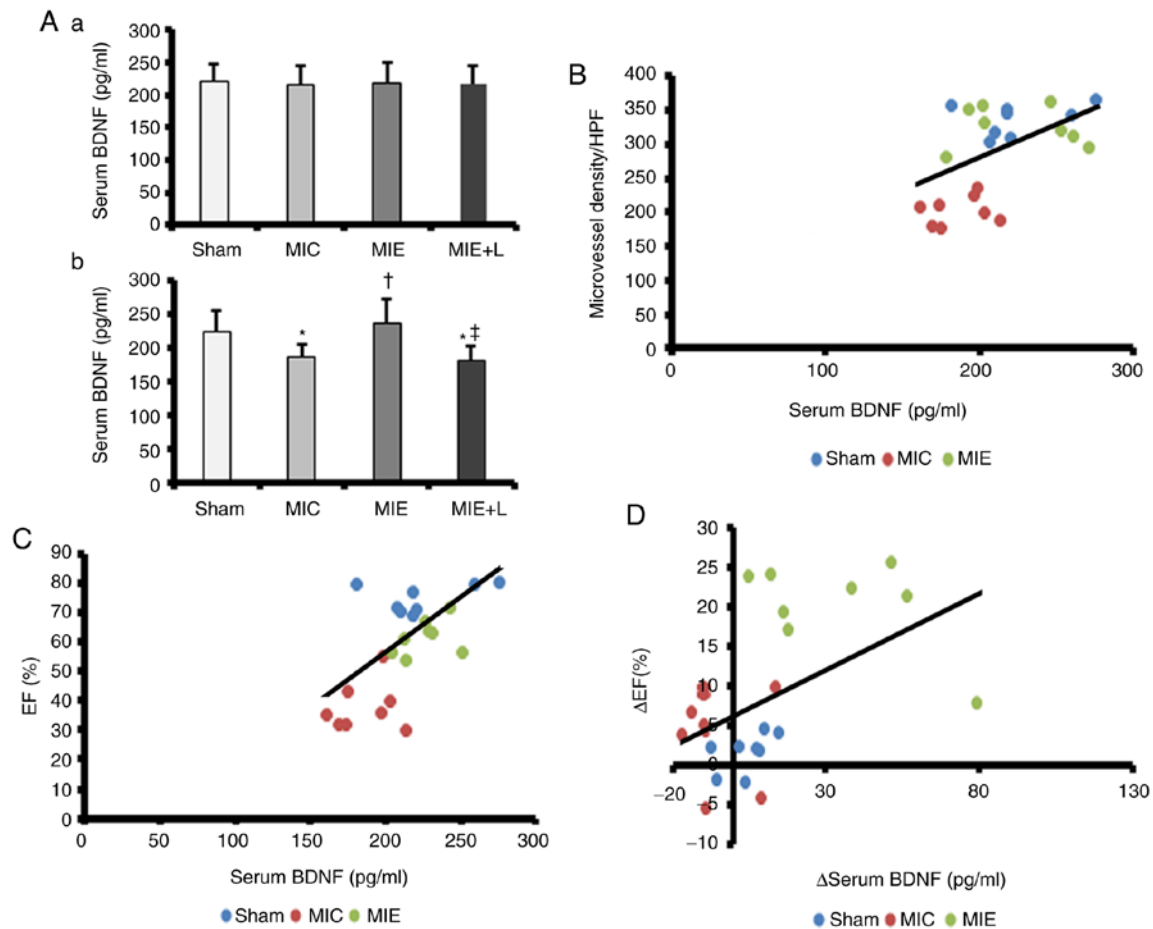 A a
Serum BDNF (pg/ml)
300
250
200
150
100
50
0
Sham MIC MIE MIE+L
b
Serum BDNF (pg/ml)
300
250
200
150
100
50
0
* † * ‡
Sham MIC MIE MIE+L
B
Microvessel density/HPF
400
350
300
250
200
150
100
50
0
0 100 200 300
Serum BDNF (pg/ml)
Sham MIC MIE
C
EF (%)
90
80
70
60
50
40
30
20
10
0
0 50 100 150 200 250 300
Serum BDNF (pg/ml)
Sham MIC MIE
D
ΔEF(%)
30
25
20
15
10
5
0
−5
−10
−20 30 80 130
ΔSerum BDNF (pg/ml)
Sham MIC MIE